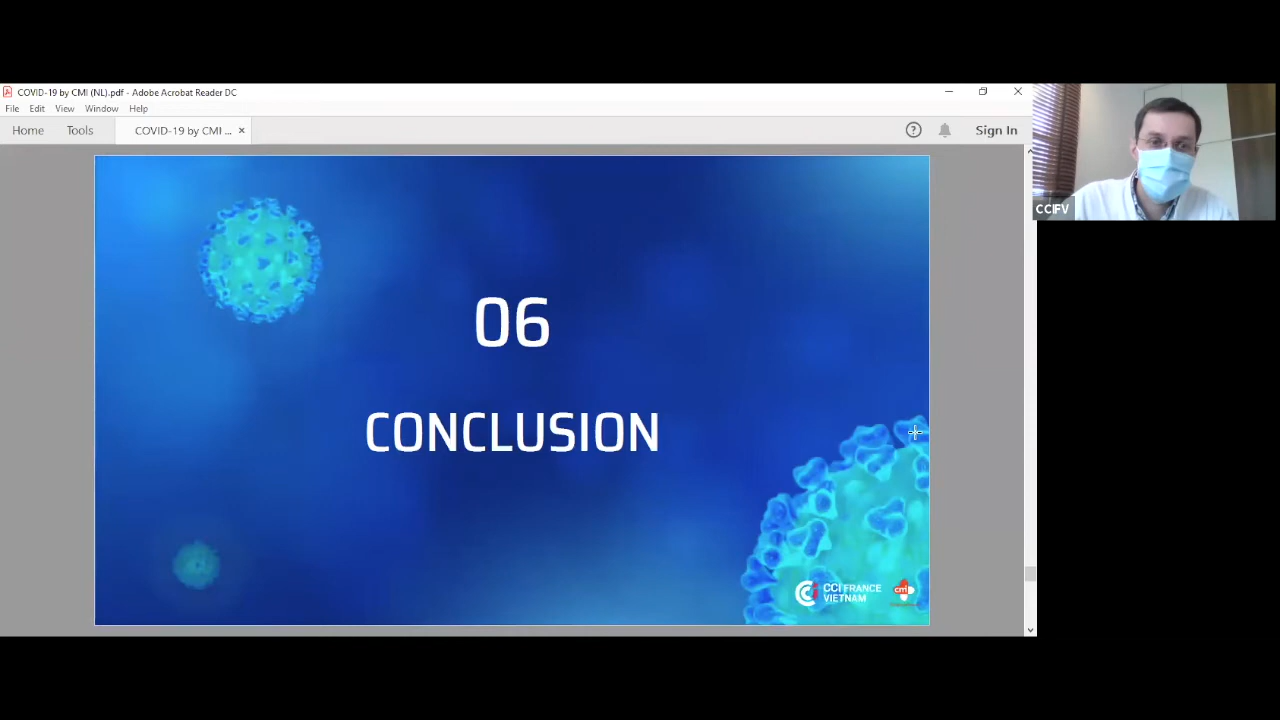 COVID-19 by CMI (NL).pdf - Adobe Acrobat Reader DC
File Edit View Window Help
Home Tools COVID-19 by CMI ... × Sign In
06
CONCLUSION
CCI FRANCE
VIETNAM
cmi
CCIFV